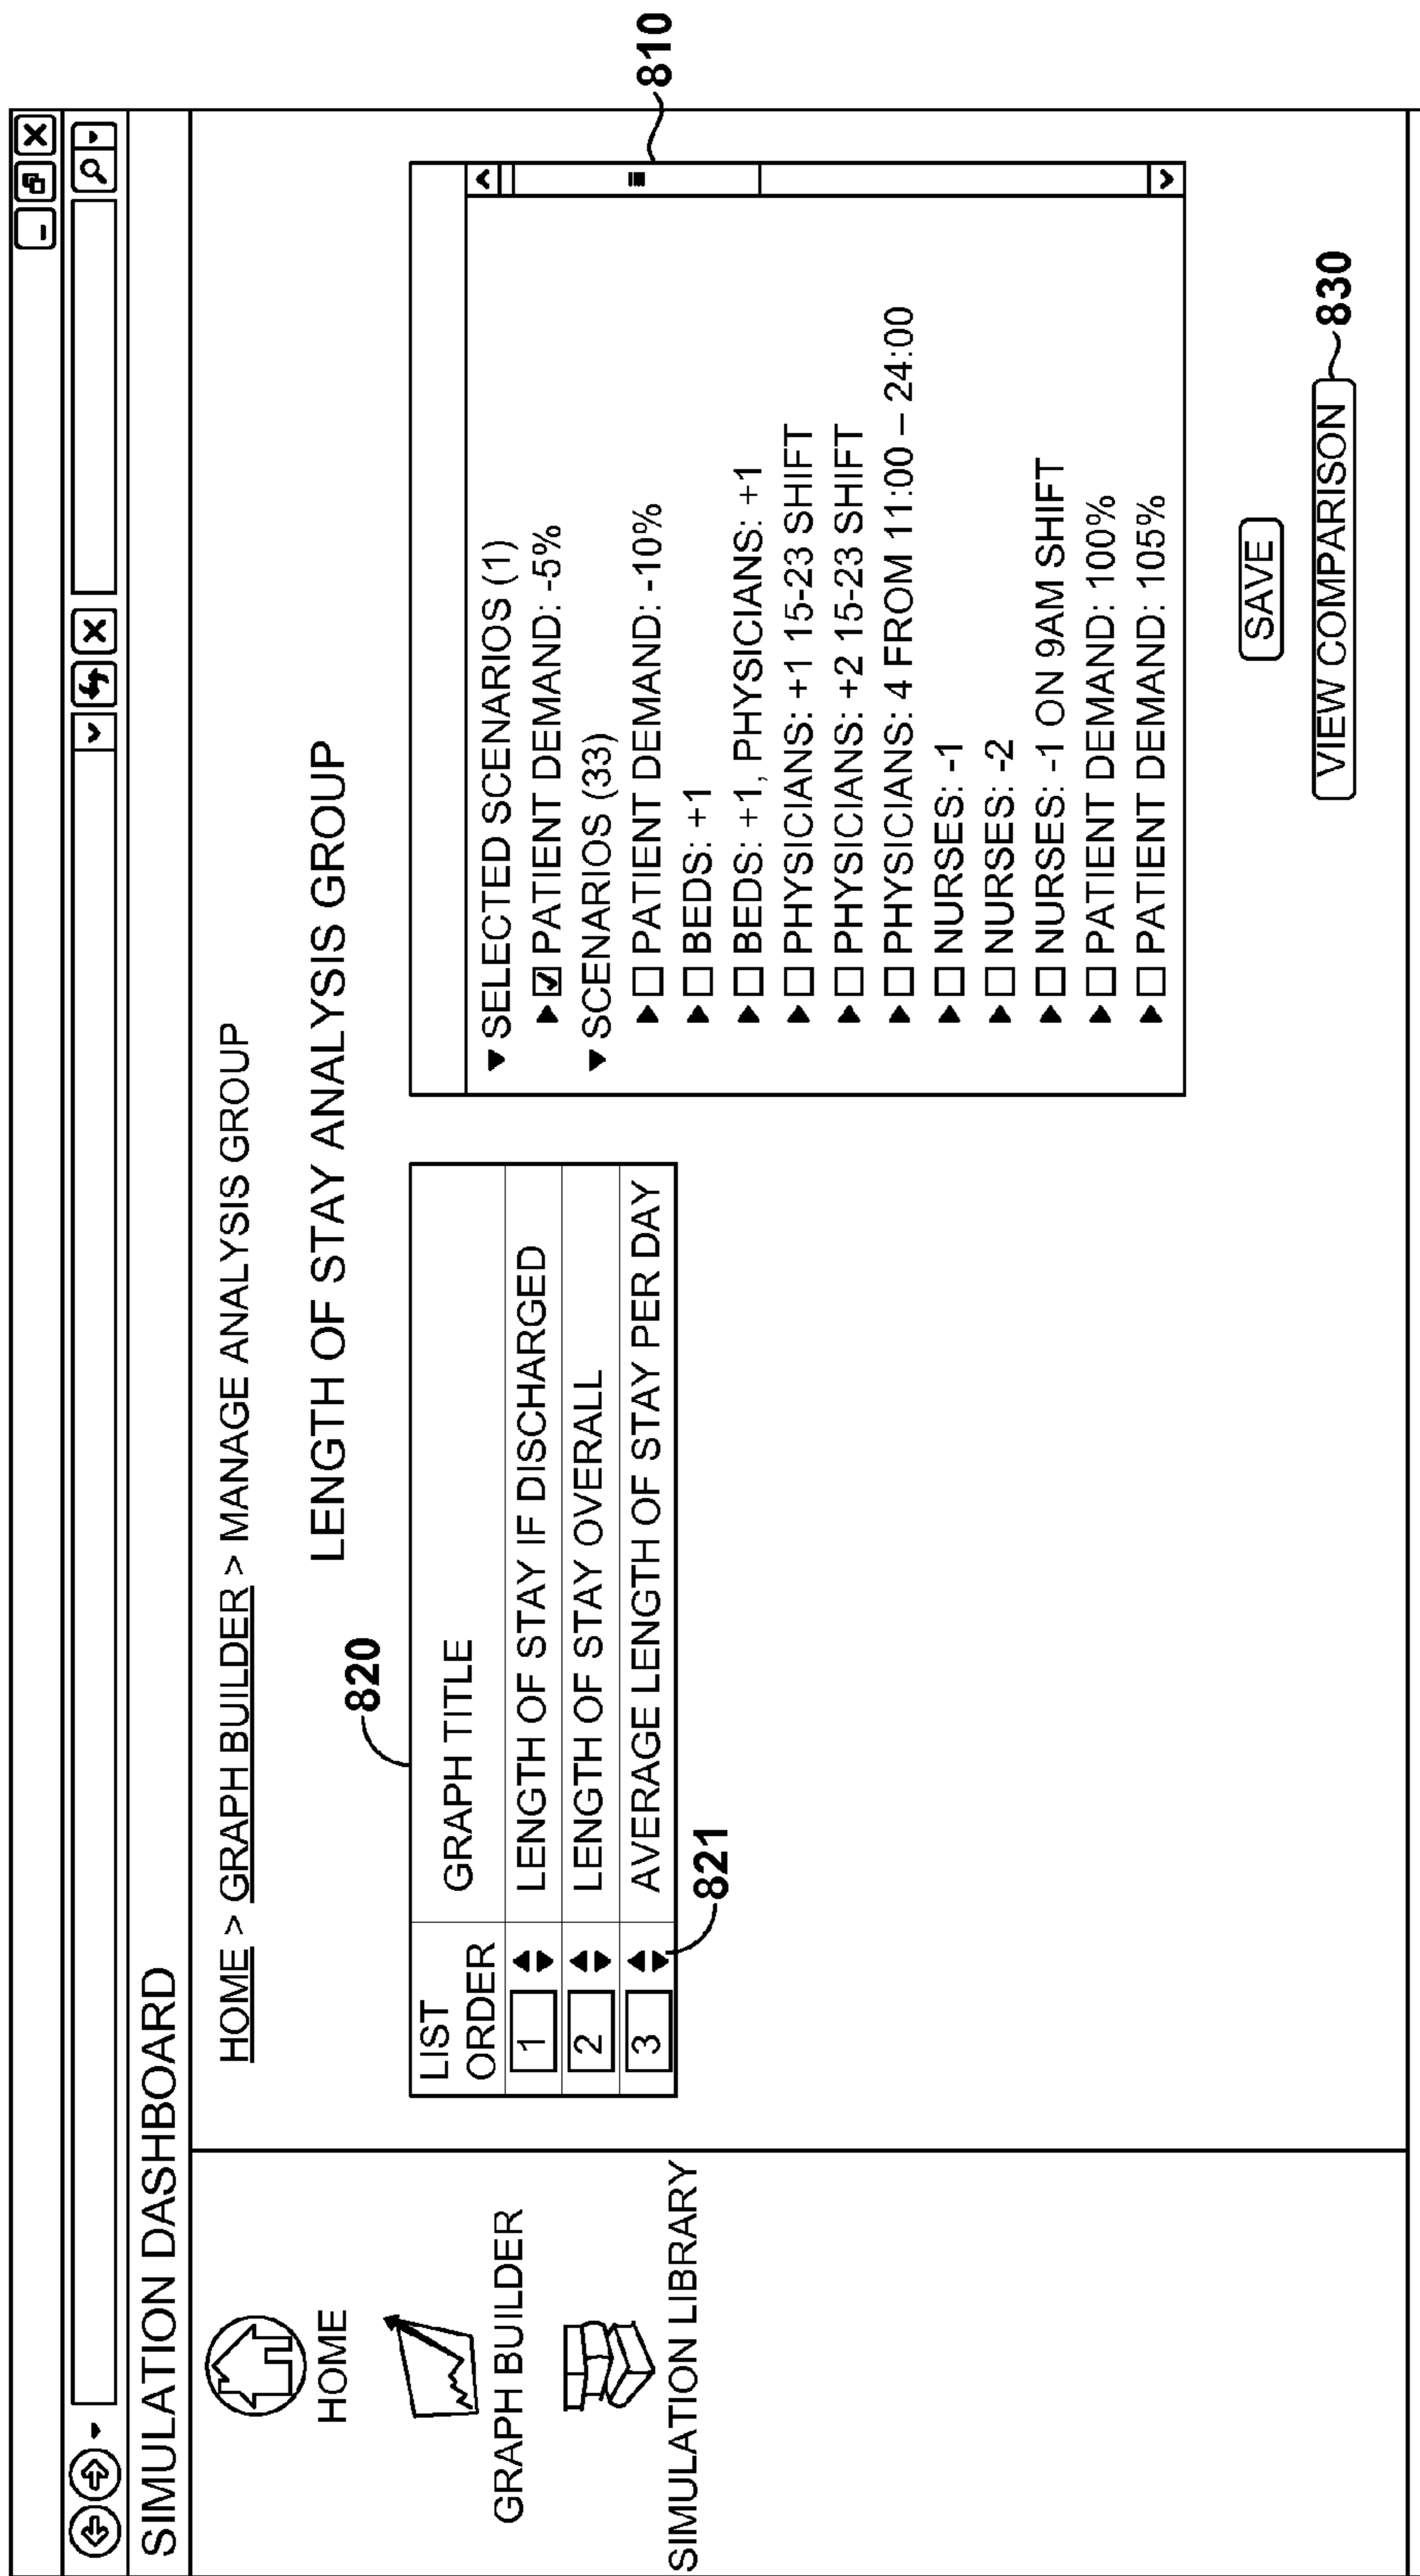 SIMULATION DASHBOARD
HOME
GRAPH BUILDER
SIMULATION LIBRARY
HOME > GRAPH BUILDER > MANAGE ANALYSIS GROUP
LENGTH OF STAY ANALYSIS GROUP
820
LIST ORDER GRAPH TITLE
1 LENGTH OF STAY IF DISCHARGED
2 LENGTH OF STAY OVERALL
3 AVERAGE LENGTH OF STAY PER DAY
821
SELECTED SCENARIOS (1)
PATIENT DEMAND: -5%
SCENARIOS (33)
PATIENT DEMAND: -10%
BEDS: +1
BEDS: +1, PHYSICIANS: +1
PHYSICIANS: +1 15-23 SHIFT
PHYSICIANS: +2 15-23 SHIFT
PHYSICIANS: 4 FROM 11:00 – 24:00
NURSES: -1
NURSES: -2
NURSES: -1 ON 9AM SHIFT
PATIENT DEMAND: 100%
PATIENT DEMAND: 105%
810
SAVE
VIEW COMPARISON
830